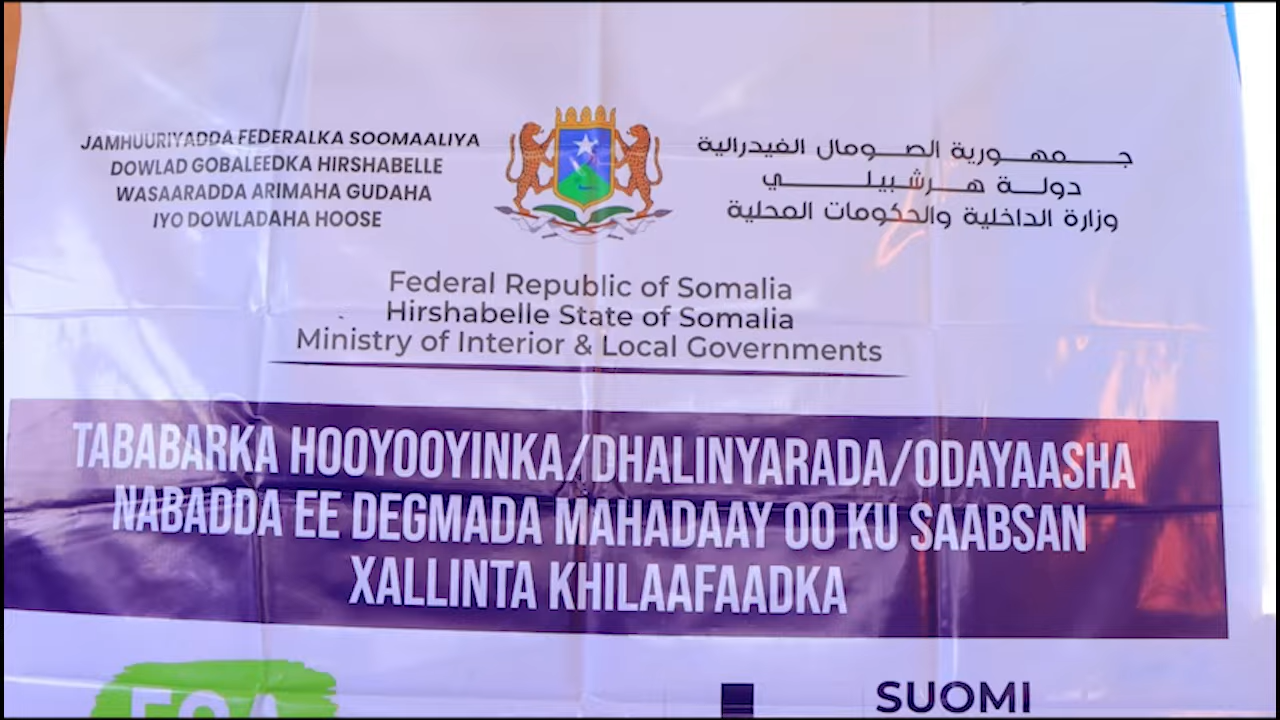 JAMHUURIYADDA FEDERALKA SOOMAALIYA
DOWLAD GOBALEEDKA HIRSHABELLE
WASAARADDA ARIMAHA GUDAHA
IYO DOWLADAHA HOOSE
جمهورية الصومال الفيدرالية
دولة هرشبيلي
وزارة الداخلية والحكومات المحلية
Federal Republic of Somalia
Hirshabelle State of Somalia
Ministry of Interior & Local Governments
TABABARKA HOOYOOYINKA/DHALINYARADA/ODAYAASHA
NABADDA EE DEGMADA MAHADAAY OO KU SAABSAN
XALLINTA KHILAAFAADKA
SUOMI